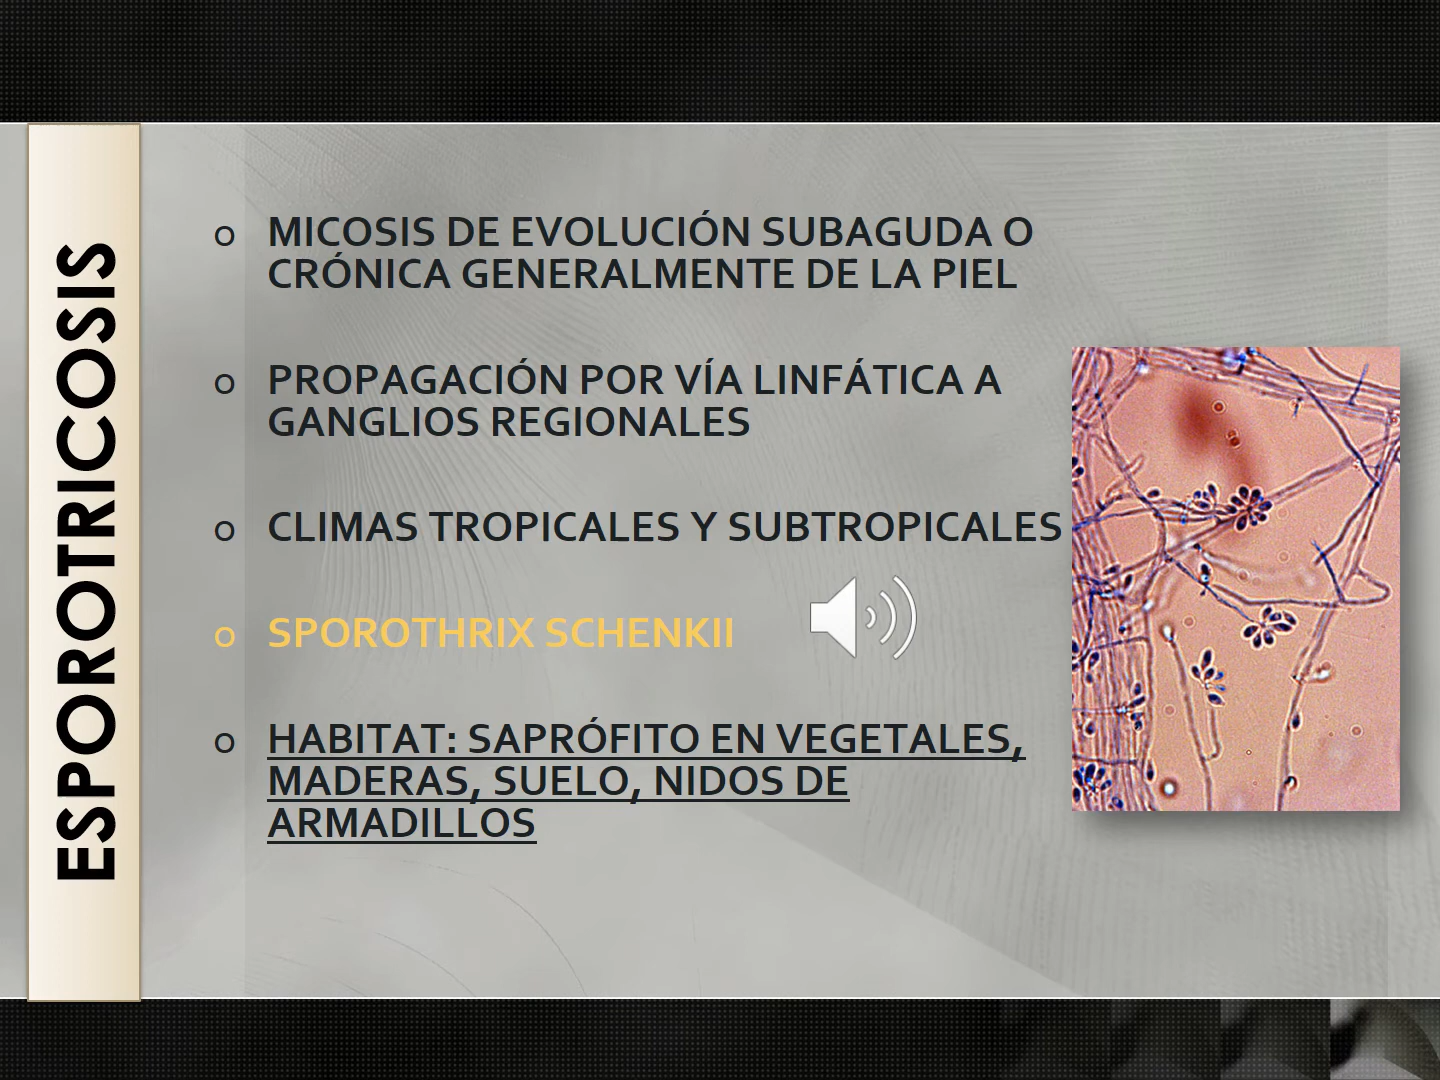 ESPOROTRICOSIS
o MICOSIS DE EVOLUCIÓN SUBAGUDA O
CRÓNICA GENERALMENTE DE LA PIEL
o PROPAGACIÓN POR VÍA LINFÁTICA A
GANGLIOS REGIONALES
o CLIMAS TROPICALES Y SUBTROPICALES
o SPOROTHRIX SCHENKII
o HABITAT: SAPRÓFITO EN VEGETALES,
MADERAS, SUELO, NIDOS DE
ARMADILLOS